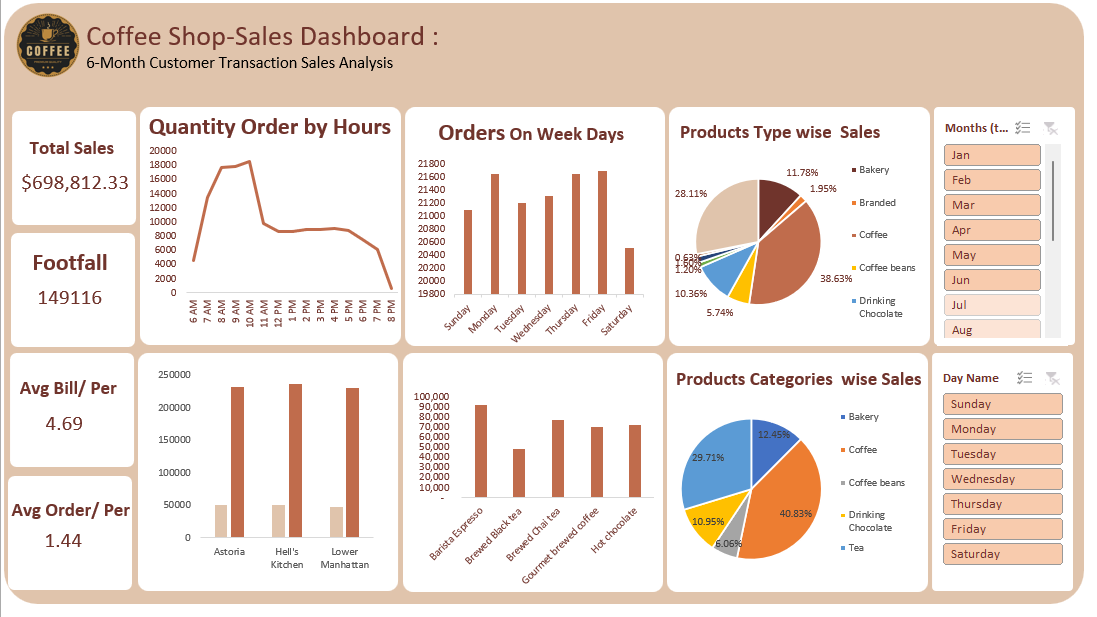 COFFEE
Coffee Shop-Sales Dashboard :
6-Month Customer Transaction Sales Analysis
Total Sales
$698,812.33
Footfall
149116
Avg Bill/ Per
4.69
Avg Order/ Per
1.44
Quantity Order by Hours
20000
18000
16000
14000
12000
10000
8000
6000
4000
2000
0
6 AM
7 AM
8 AM
9 AM
10 AM
11 AM
12 PM
1 PM
2 PM
3 PM
4 PM
5 PM
6 PM
7 PM
8 PM
Orders On Week Days
21800
21600
21400
21200
21000
20800
20600
20400
20200
20000
19800
Sunday
Monday
Tuesday
Wednesday
Thursday
Friday
Saturday
Products Type wise Sales
11.78%
1.95%
38.63%
5.74%
10.36%
1.20%
1.60%
0.63%
28.11%
Bakery
Branded
Coffee
Coffee beans
Drinking
Chocolate
Months (t...
Jan
Feb
Mar
Apr
May
Jun
Jul
Aug
250000
200000
150000
100000
50000
0
Astoria
Hell's
Kitchen
Lower
Manhattan
100,000
90,000
80,000
70,000
60,000
50,000
40,000
30,000
20,000
10,000
-
Barista Espresso
Brewed Black tea
Brewed Chai tea
Gourmet brewed coffee
Hot chocolate
Products Categories wise Sales
12.45%
40.83%
6.06%
10.95%
29.71%
Bakery
Coffee
Coffee beans
Drinking
Chocolate
Tea
Day Name
Sunday
Monday
Tuesday
Wednesday
Thursday
Friday
Saturday